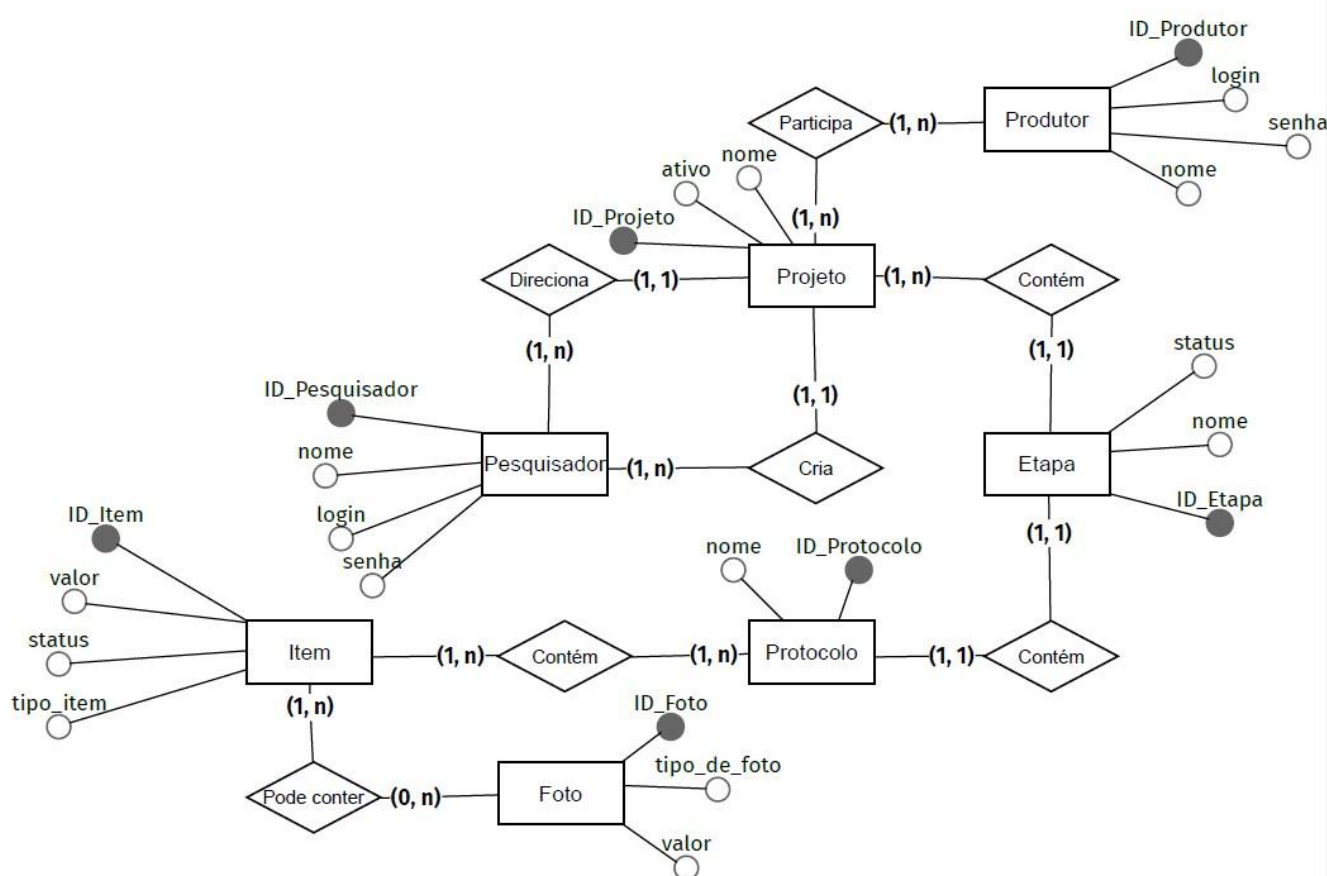 ID_Produtor
login
Produtor
senha
nome
Participa
(1, n)
(1, n)
nome
ativo
ID_Projeto
Projeto
Direciona
(1, 1)
(1, n)
Contém
(1, n)
(1, 1)
(1, 1)
status
nome
Etapa
ID_Etapa
(1, 1)
ID_Pesquisador
nome
Pesquisador
login
senha
(1, n)
Cria
ID_Item
valor
status
tipo_item
Item
(1, n)
Contém
(1, n)
nome
ID_Protocolo
Protocolo
(1, 1)
Contém
(1, n)
Pode conter
(0, n)
Foto
ID_Foto
tipo_de_foto
valor